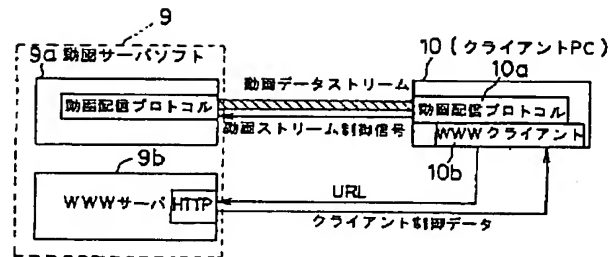 9
9a 動画サーバソフト
動画配信プロトコル
動画データストリーム
動画ストリーム制御信号
10 (クライアントPC)
10a
動画配信プロトコル
WWWクライアント
10b
9b
WWWサーバ HTTP
URL
クライアント制御データ